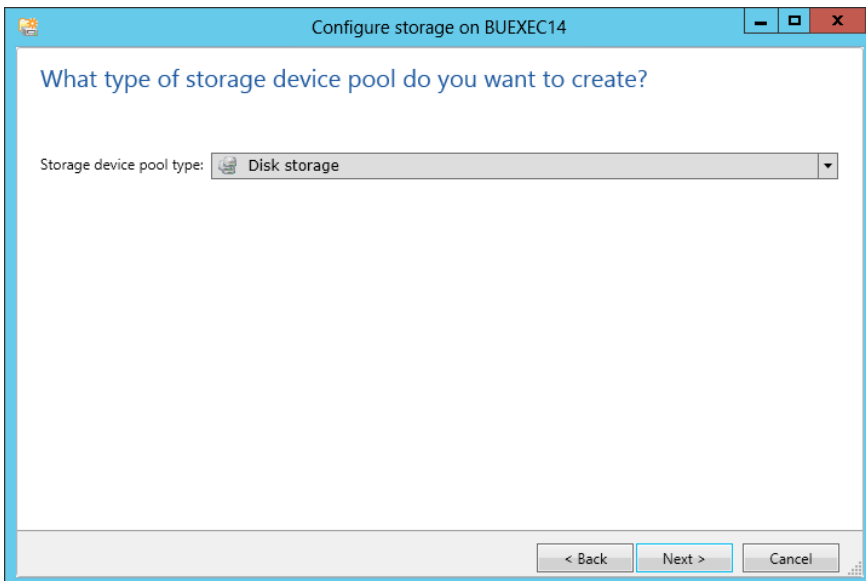 Configure storage on BUEXEC14
What type of storage device pool do you want to create?
Storage device pool type: Disk storage
< Back Next > Cancel